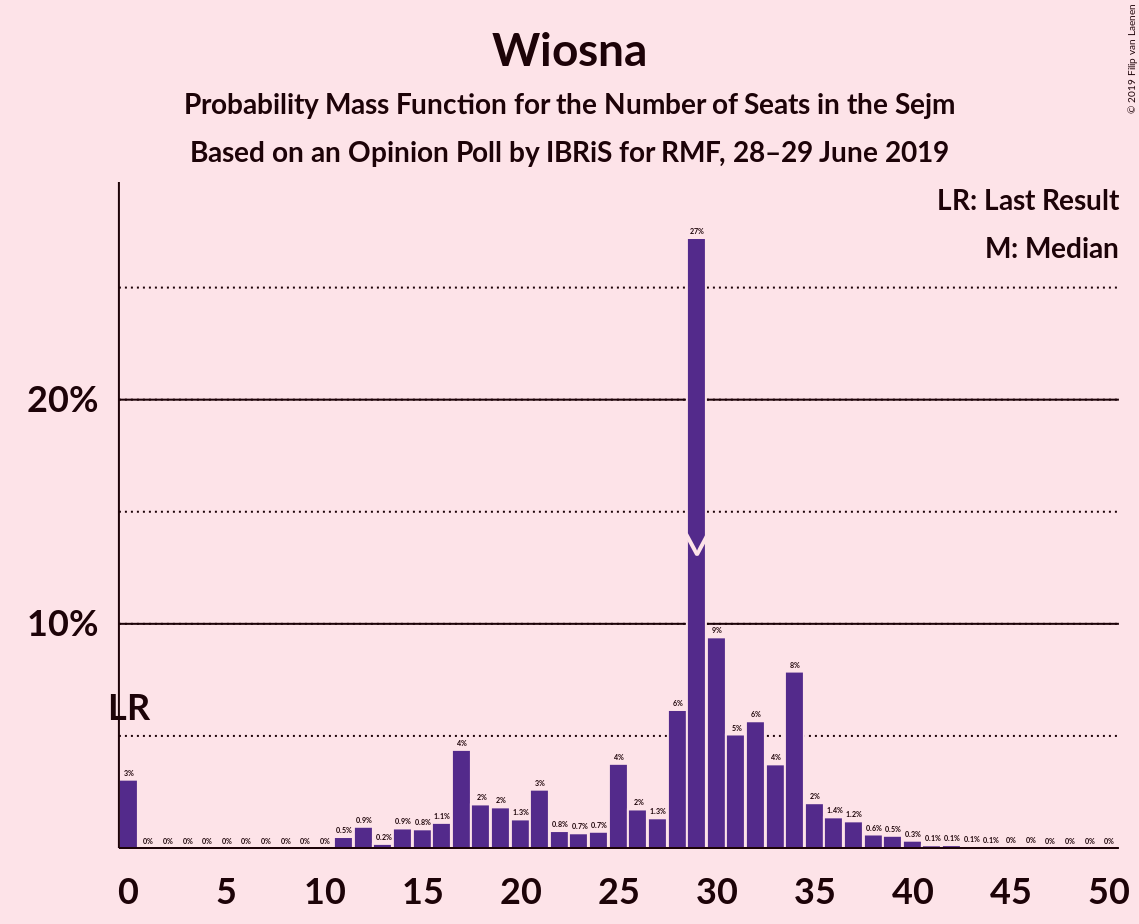 Wiosna
Probability Mass Function for the Number of Seats in the Sejm
Based on an Opinion Poll by IBRiS for RMF, 28–29 June 2019
© 2019 Filip van Laenen
LR: Last Result
M: Median
20%
10%
LR
3% 0% 0% 0% 0% 0% 0% 0% 0% 0% 0% 0.5% 0.9% 0.2% 0.9% 0.8% 1.1% 4% 2% 2% 1.3% 3% 0.8% 0.7% 0.7% 4% 2% 1.3% 6% 27% 9% 5% 6% 4% 8% 2% 1.4% 1.2% 0.6% 0.5% 0.3% 0.1% 0.1% 0.1% 0.1% 0% 0% 0% 0% 0% 0%
0 5 10 15 20 25 30 35 40 45 50